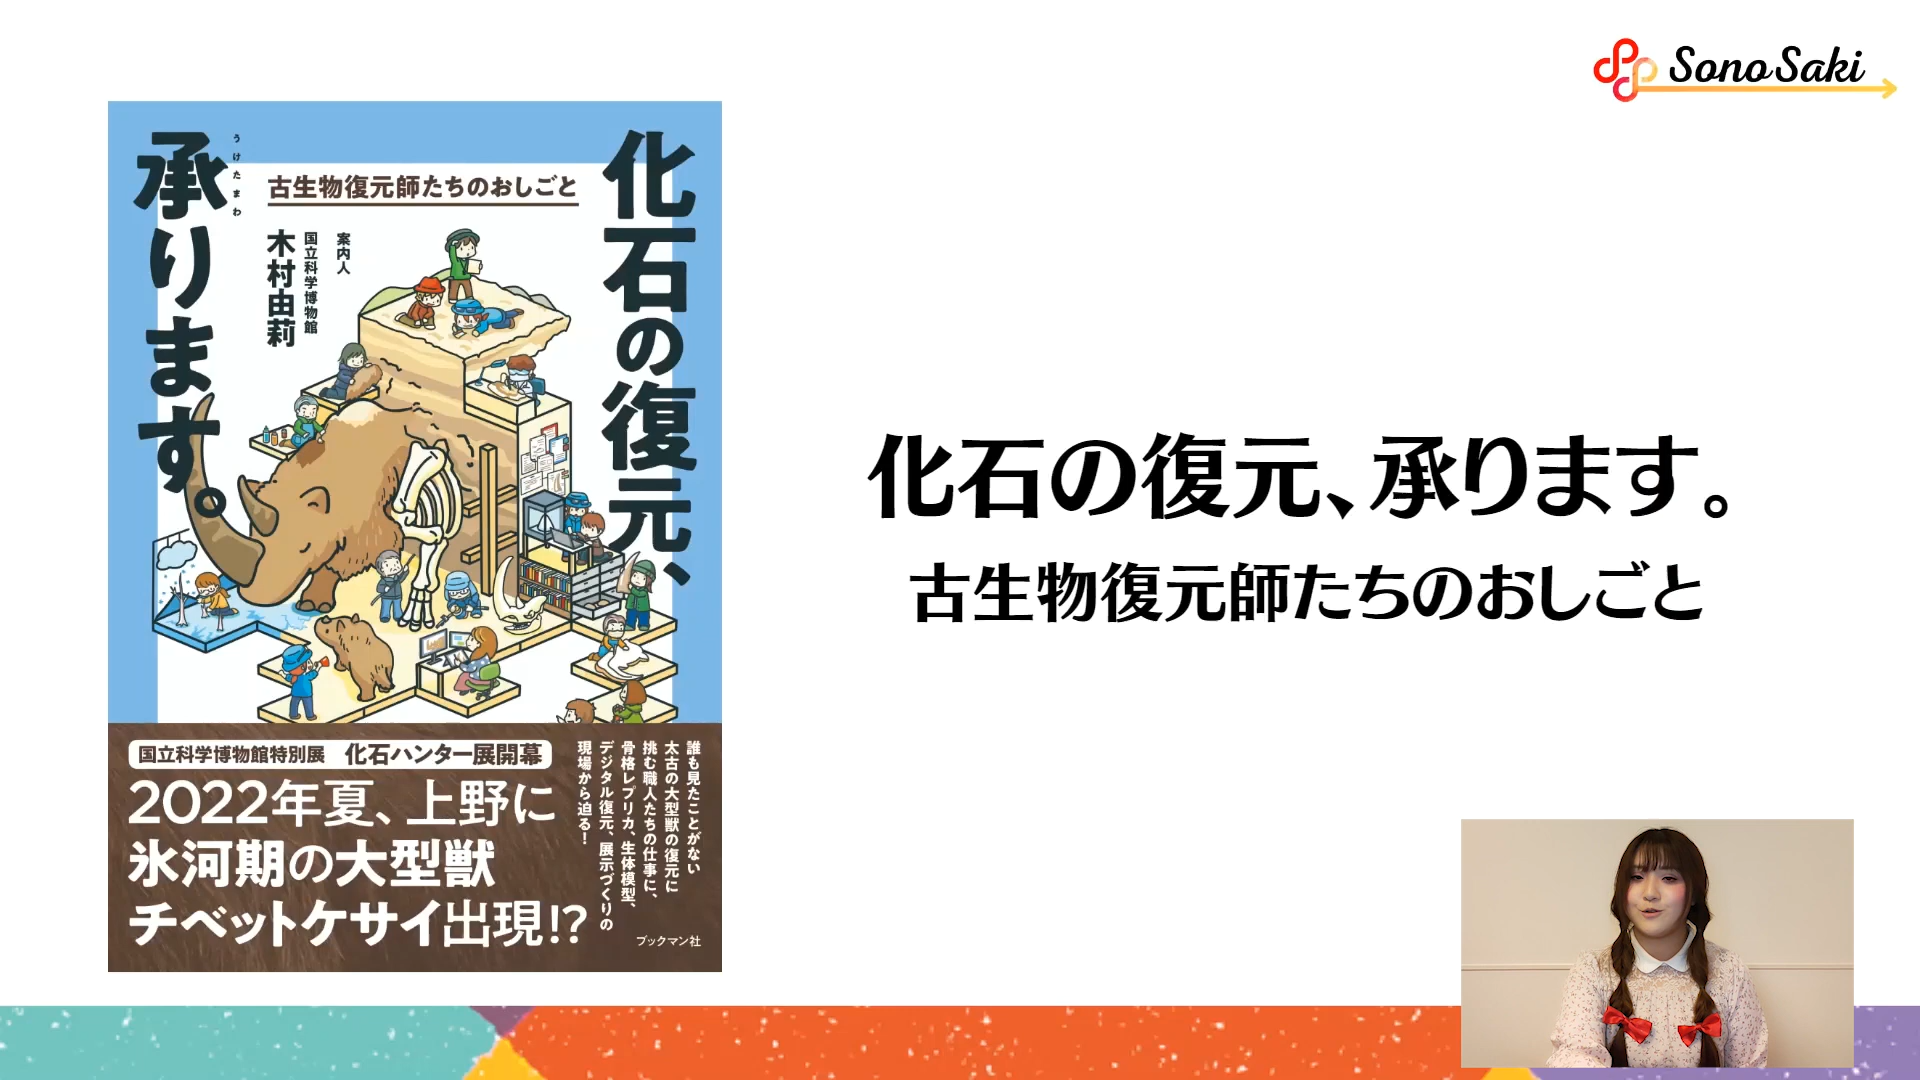 SonoSaki
化石の復元、
承ります。
うけたまわ
古生物復元師たちのおしごと
案内人
国立科学博物館
木村由莉
化石の復元、承ります。
古生物復元師たちのおしごと
国立科学博物館特別展 化石ハンター展開幕
2022年夏、上野に
氷河期の大型獣
チベットケサイ出現!?
誰も見たことがない
太古の大型獣の復元に
挑む職人たちの仕事に、
骨格レプリカ、生体模型、
デジタル復元、展示づくりの
現場から迫る!
ブックマン社